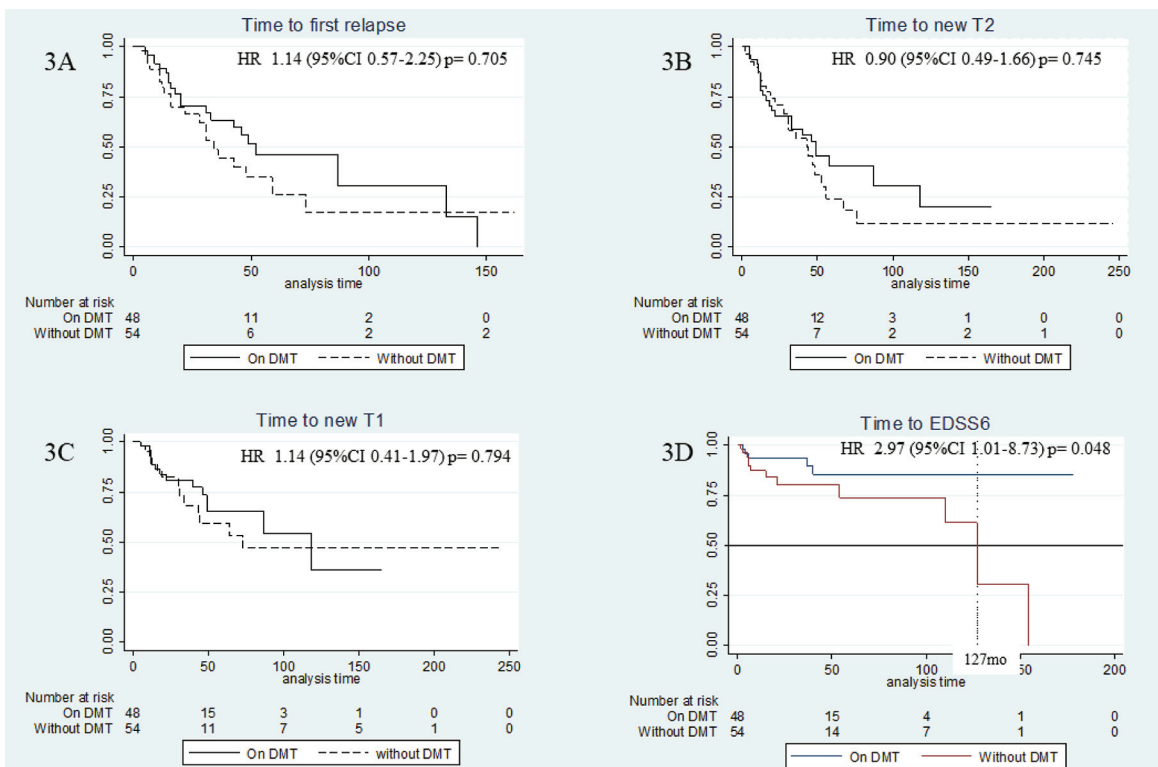 Time to first relapse
3A
HR 1.14 (95%CI 0.57-2.25) p= 0.705
1.00
0.75
0.50
0.25
0.00
0 50 100 150
analysis time
Number at risk
On DMT 48 11 2 0
Without DMT 54 6 2 2
On DMT Without DMT
Time to new T2
3B
HR 0.90 (95%CI 0.49-1.66) p= 0.745
1.00
0.75
0.50
0.25
0.00
0 50 100 150 200 250
analysis time
Number at risk
On DMT 48 12 3 1 0 0
Without DMT 54 7 2 2 1 0
On DMT Without DMT
Time to new T1
3C
HR 1.14 (95%CI 0.41-1.97) p= 0.794
1.00
0.75
0.50
0.25
0.00
0 50 100 150 200 250
analysis time
Number at risk
On DMT 48 15 3 1 0 0
Without DMT 54 11 7 5 1 0
On DMT without DMT
Time to EDSS6
3D
HR 2.97 (95%CI 1.01-8.73) p= 0.048
1.00
0.75
0.50
0.25
0.00
127mo
0 50 100 50 200
analysis time
Number at risk
On DMT 48 15 4 1 0
Without DMT 54 14 7 1 0
On DMT Without DMT